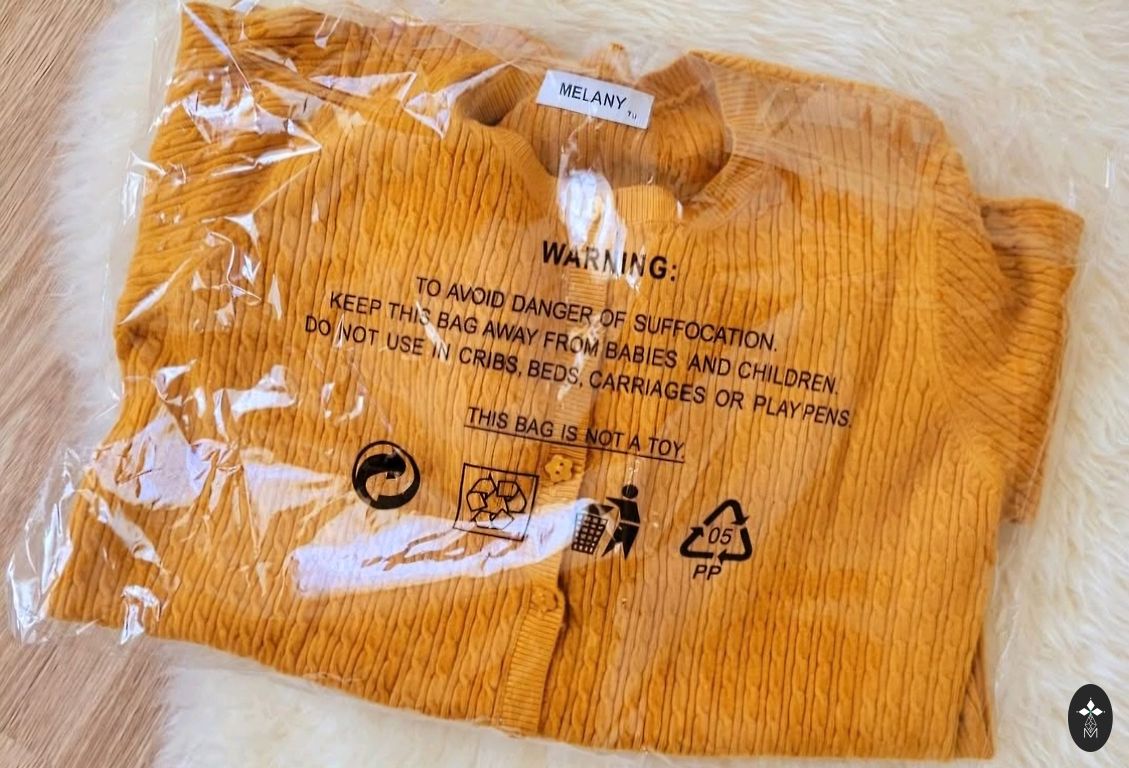 MELANY
TU
WARNING:
TO AVOID DANGER OF SUFFOCATION.
KEEP THIS BAG AWAY FROM BABIES AND CHILDREN.
DO NOT USE IN CRIBS, BEDS, CARRIAGES OR PLAYPENS.
THIS BAG IS NOT A TOY.
05
PP
M